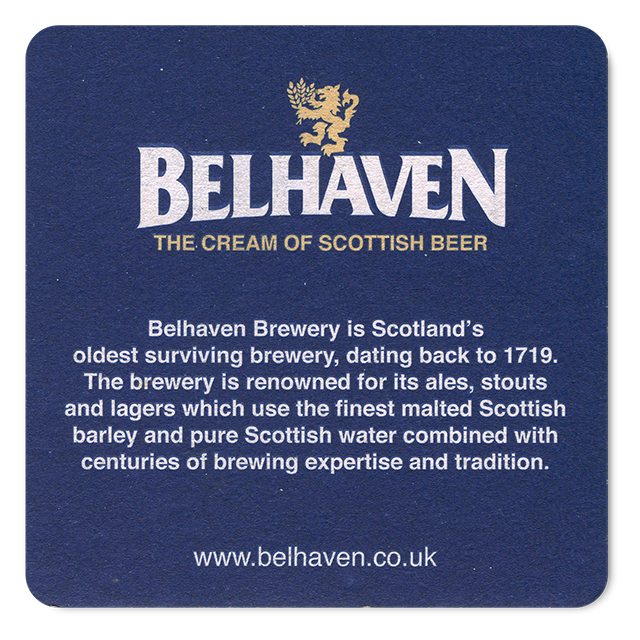 BELHAVEN
THE CREAM OF SCOTTISH BEER
Belhaven Brewery is Scotland's
oldest surviving brewery, dating back to 1719.
The brewery is renowned for its ales, stouts
and lagers which use the finest malted Scottish
barley and pure Scottish water combined with
centuries of brewing expertise and tradition.
www.belhaven.co.uk